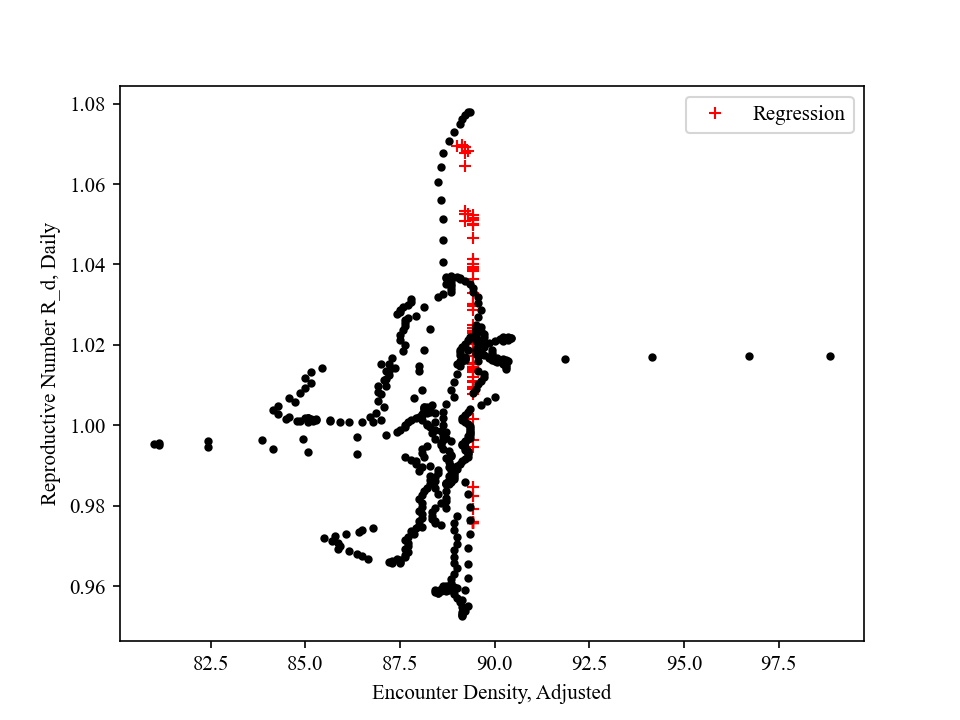 Regression
1.08
1.06
1.04
1.02
1.00
0.98
0.96
Reproductive Number R_d, Daily
82.5 85.0 87.5 90.0 92.5 95.0 97.5
Encounter Density, Adjusted